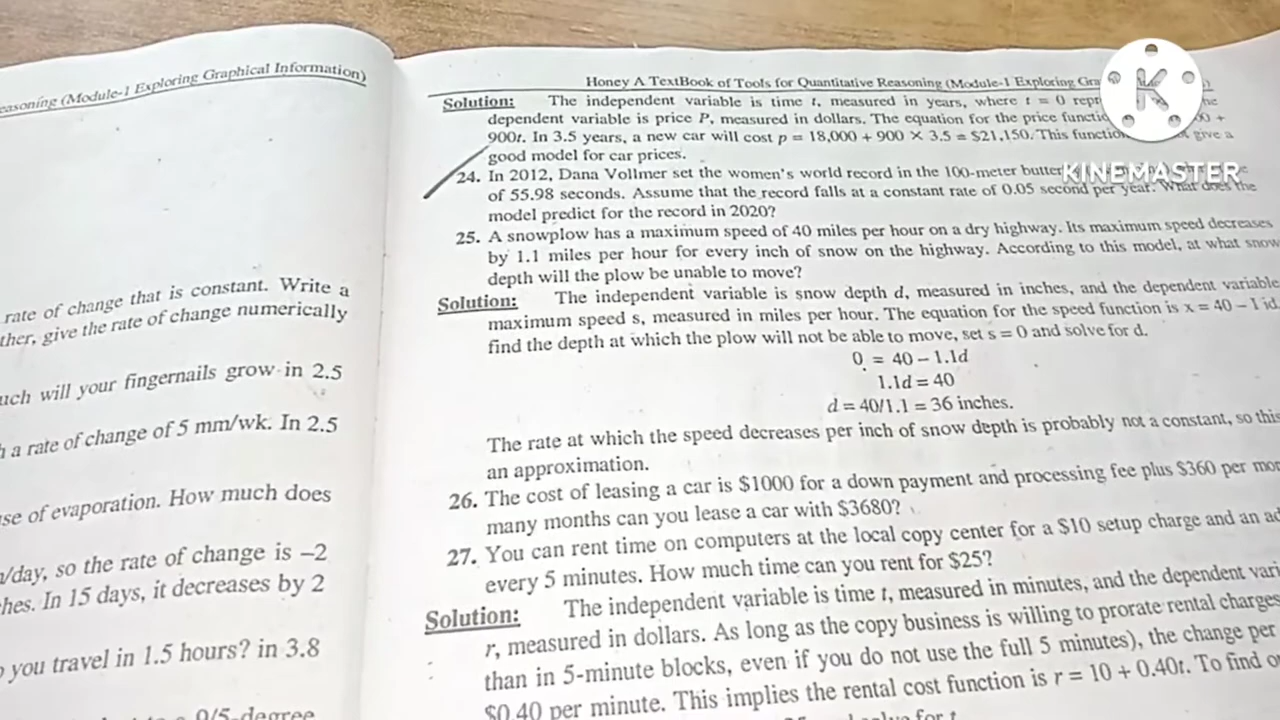 easoning (Module-1 Exploring Graphical Information)
rate of change that is constant. Write a
ther, give the rate of change numerically
uch will your fingernails grow in 2.5
a rate of change of 5 mm/wk. In 2.5
use of evaporation. How much does
/day, so the rate of change is –2
hes. In 15 days, it decreases by 2
you travel in 1.5 hours? in 3.8
0/5-degree
Honey A TextBook of Tools for Quantitative Reasoning (Module-1 Exploring Gra
Solution: The independent variable is time t, measured in years, where t = 0 repr
dependent variable is price P, measured in dollars. The equation for the price functio
900t. In 3.5 years, a new car will cost p = 18,000 + 900 × 3.5 = $21,150. This function give a
good model for car prices.
24. In 2012, Dana Vollmer set the women's world record in the 100-meter butter
of 55.98 seconds. Assume that the record falls at a constant rate of 0.05 second per year. What does the
model predict for the record in 2020?
25. A snowplow has a maximum speed of 40 miles per hour on a dry highway. Its maximum speed decreases
by 1.1 miles per hour for every inch of snow on the highway. According to this model, at what snow
depth will the plow be unable to move?
Solution: The independent variable is snow depth d, measured in inches, and the dependent variable
maximum speed s, measured in miles per hour. The equation for the speed function is x = 40 – 1 id
find the depth at which the plow will not be able to move, set s = 0 and solve for d.
0 = 40 – 1.1d
1.1d = 40
d = 40/1.1 = 36 inches.
The rate at which the speed decreases per inch of snow depth is probably not a constant, so this
an approximation.
26. The cost of leasing a car is $1000 for a down payment and processing fee plus $360 per mon
many months can you lease a car with $3680?
27. You can rent time on computers at the local copy center for a $10 setup charge and an ad
every 5 minutes. How much time can you rent for $25?
Solution: The independent variable is time t, measured in minutes, and the dependent vari
r, measured in dollars. As long as the copy business is willing to prorate rental charges
than in 5-minute blocks, even if you do not use the full 5 minutes), the change per
$0.40 per minute. This implies the rental cost function is r = 10 + 0.40t. To find o
solve for t
K
KINEMASTER